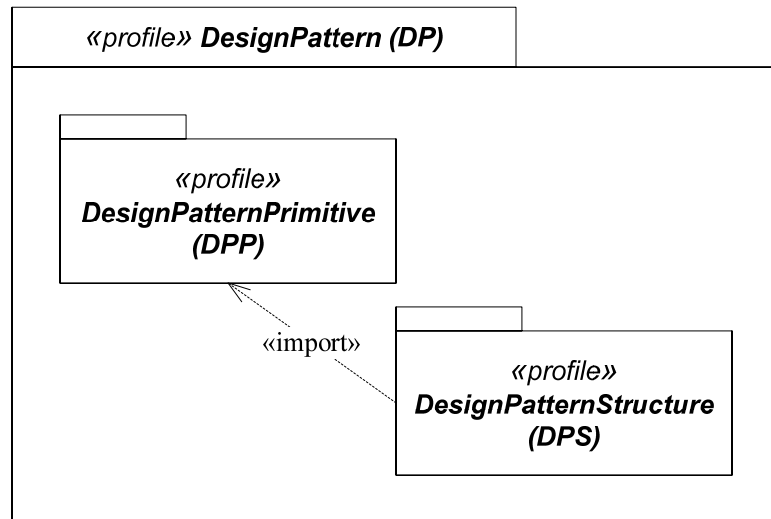 «profile» DesignPattern (DP)
«profile»
DesignPatternPrimitive
(DPP)
«import»
«profile»
DesignPatternStructure
(DPS)